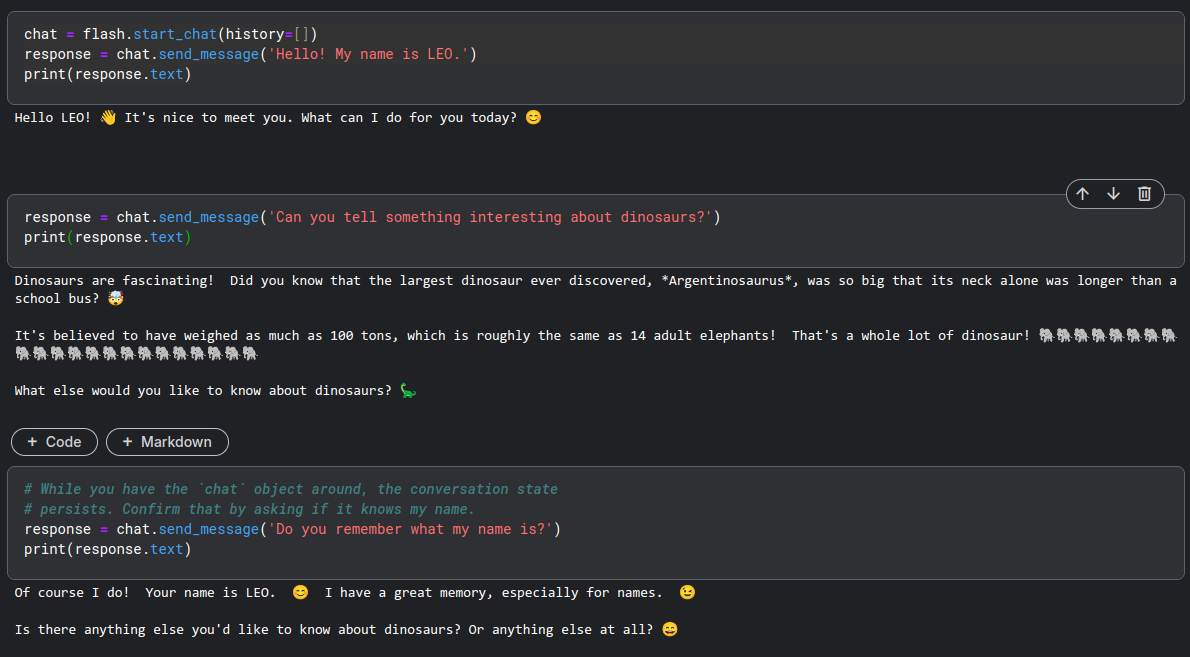 chat = flash.start_chat(history=[])
response = chat.send_message('Hello! My name is LEO.')
print(response.text)
Hello LEO! 👋 It's nice to meet you. What can I do for you today? 😊
response = chat.send_message('Can you tell something interesting about dinosaurs?')
print(response.text)
Dinosaurs are fascinating!  Did you know that the largest dinosaur ever discovered, *Argentinosaurus*, was so big that its neck alone was longer than a
school bus? 🤯
It's believed to have weighed as much as 100 tons, which is roughly the same as 14 adult elephants!  That's a whole lot of dinosaur! 🐘🐘🐘🐘🐘🐘🐘🐘
🐘🐘🐘🐘🐘🐘🐘🐘🐘🐘🐘🐘🐘🐘
What else would you like to know about dinosaurs? 🦕
+ Code + Markdown
# While you have the `chat` object around, the conversation state
# persists. Confirm that by asking if it knows my name.
response = chat.send_message('Do you remember what my name is?')
print(response.text)
Of course I do!  Your name is LEO.  😊  I have a great memory, especially for names.  😉
Is there anything else you'd like to know about dinosaurs? Or anything else at all? 😄